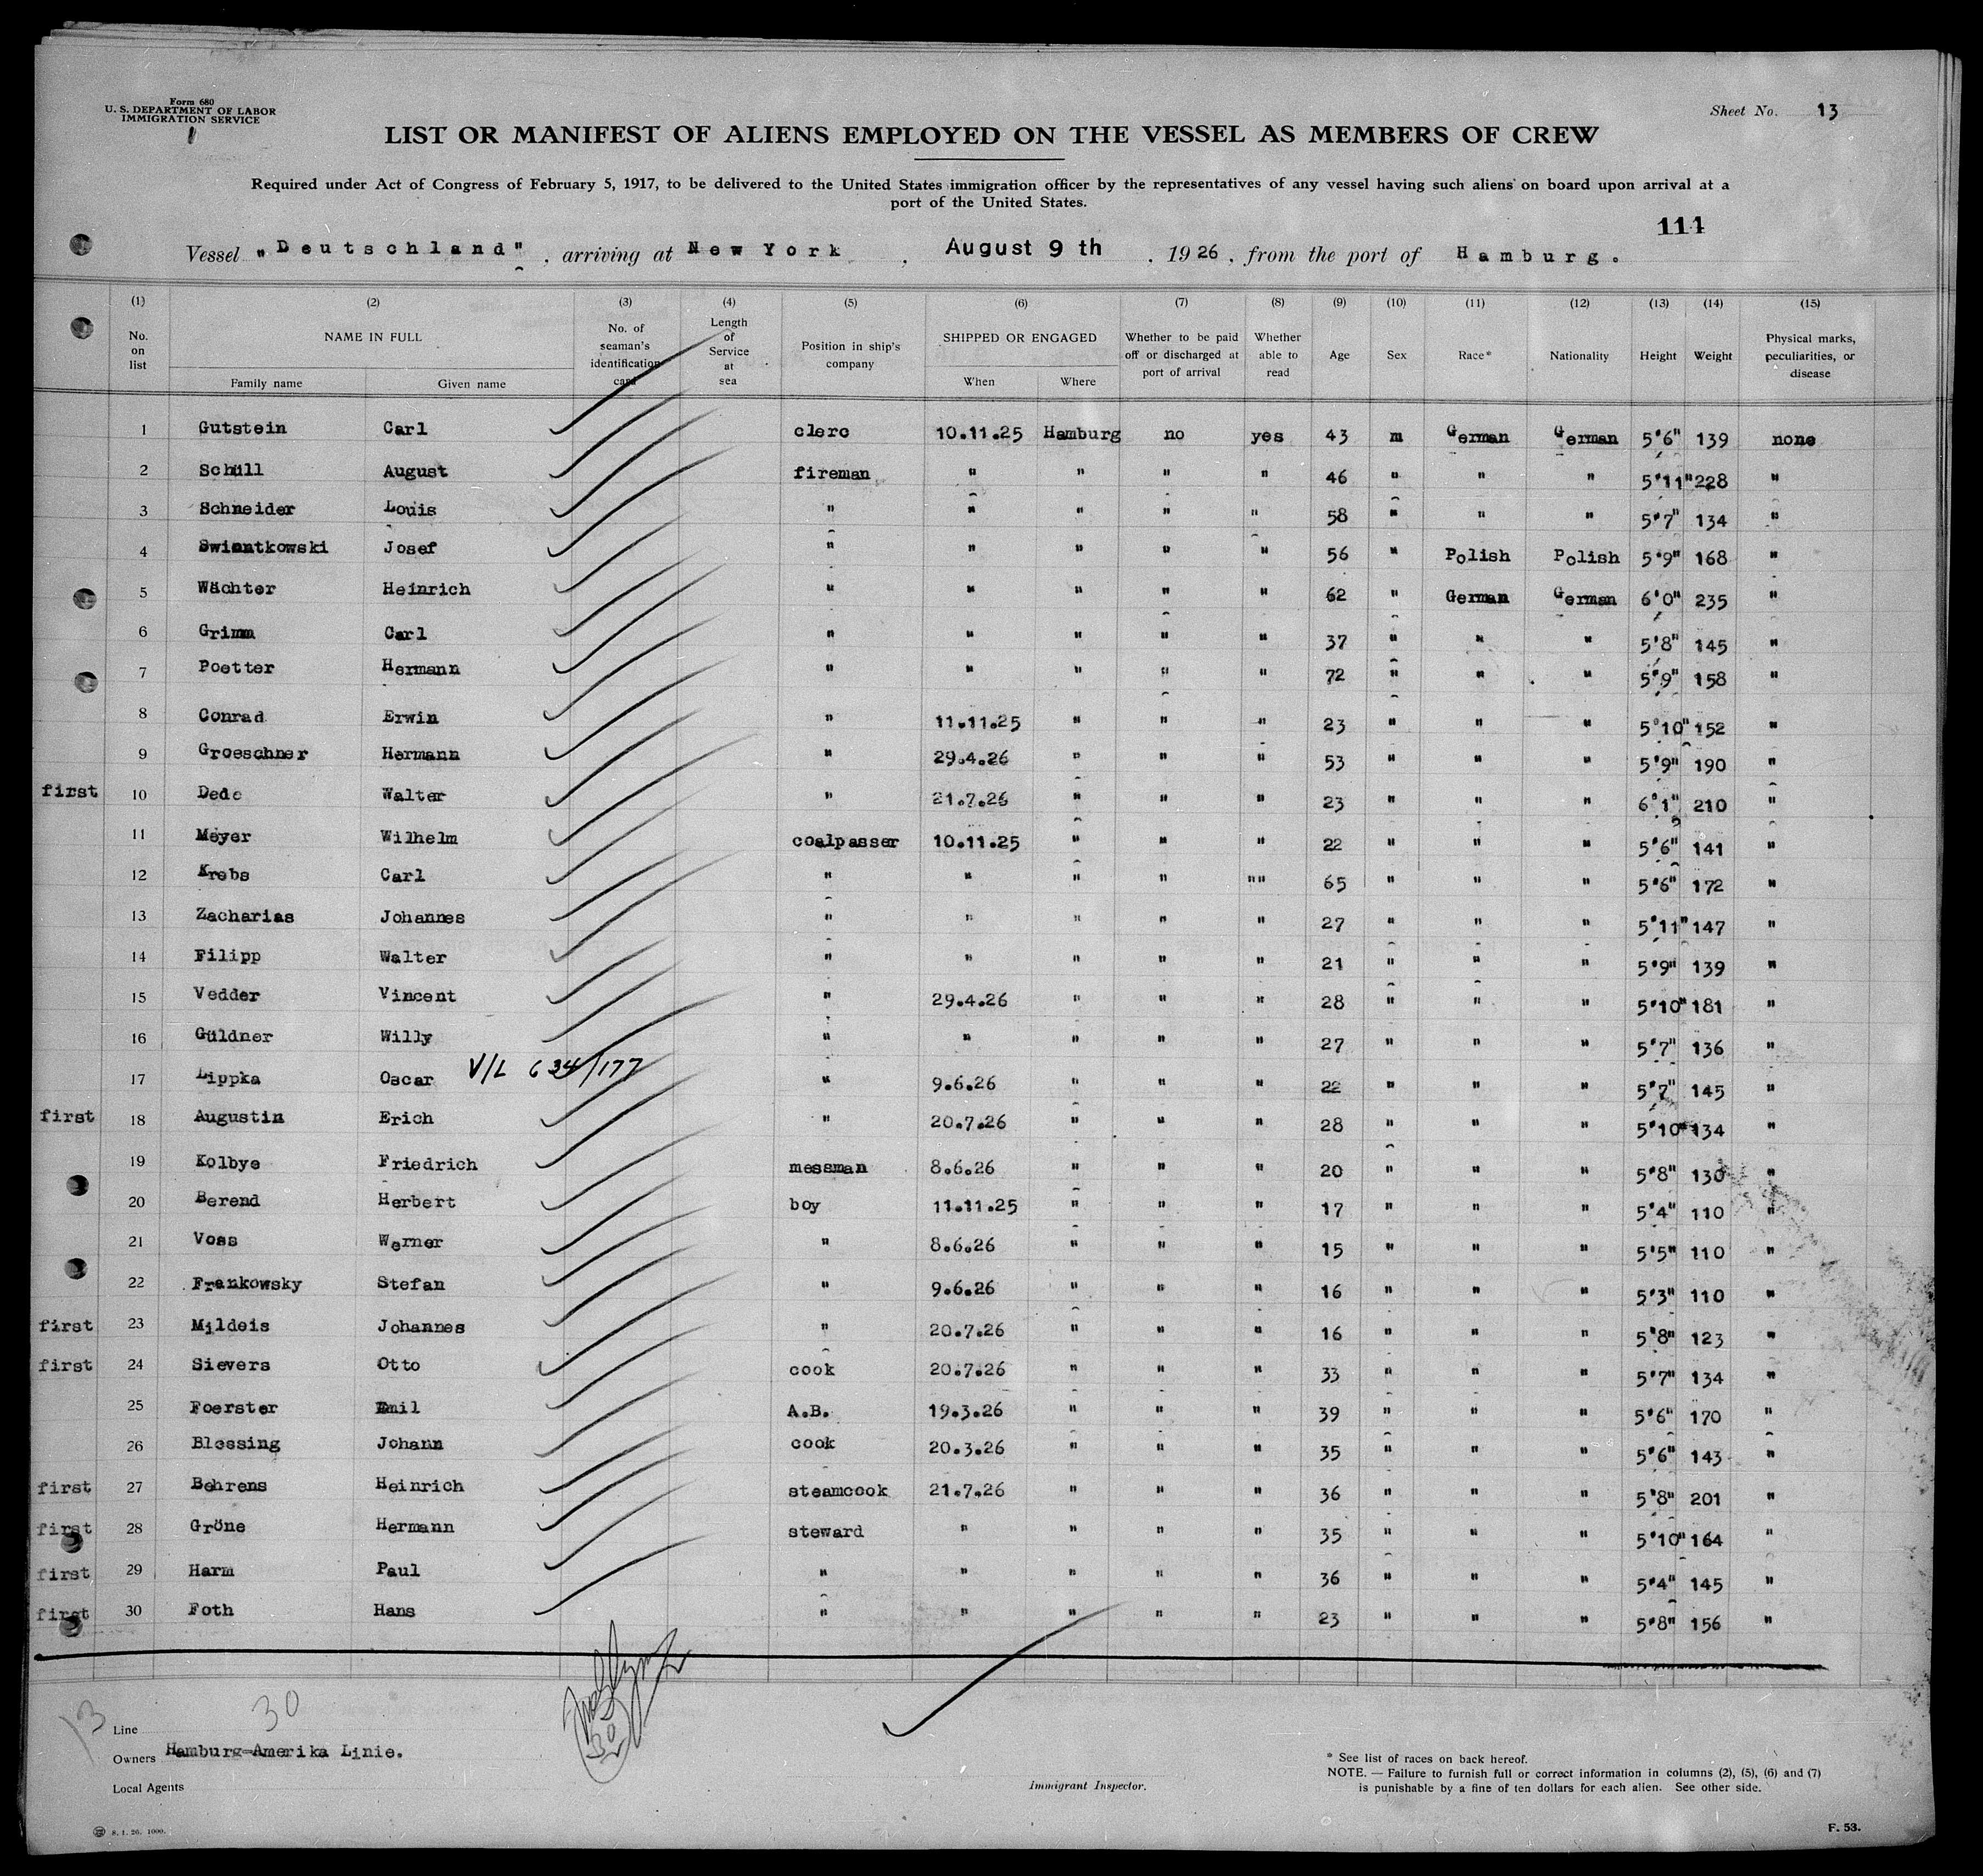 Form 680
U. S. DEPARTMENT OF LABOR
IMMIGRATION SERVICE
Sheet No. 13
LIST OR MANIFEST OF ALIENS EMPLOYED ON THE VESSEL AS MEMBERS OF CREW
Required under Act of Congress of February 5, 1917, to be delivered to the United States immigration officer by the representatives of any vessel having such aliens on board upon arrival at a
port of the United States.
114
Vessel "Deutschland", arriving at New York, August 9 th, 1926, from the port of Hamburg.
(1) (2) (3) (4) (5) (6) (7) (8) (9) (10) (11) (12) (13) (14) (15)
No. on list NAME IN FULL No. of seaman's identification card Length of Service at sea Position in ship's company SHIPPED OR ENGAGED Whether to be paid off or discharged at port of arrival Whether able to read Age Sex Race* Nationality Height Weight Physical marks, peculiarities, or disease
Family name Given name When Where
1 Gutstein Carl clerc 10.11.25 Hamburg no yes 43 m German German 5'6" 139 none
2 Schüll August fireman " " " " 46 " " " 5'11" 228 "
3 Schneider Louis " " " " " 58 " " " 5'7" 134 "
4 Swiantkowski Josef " " " " " 56 " Polish Polish 5'9" 168 "
5 Wächter Heinrich " " " " " 62 " German German 6'0" 235 "
6 Grimm Carl " " " " " 37 " " " 5'8" 145 "
7 Poetter Hermann " " " " " 72 " " " 5'9" 158 "
8 Conrad Erwin " 11.11.25 " " " 23 " " " 5'10" 152 "
9 Groeschner Hermann " 29.4.26 " " " 53 " " " 5'9" 190 "
first 10 Dede Walter " 21.7.26 " " " 23 " " " 6'1" 210 "
11 Meyer Wilhelm coalpasser 10.11.25 " " " 22 " " " 5'6" 141 "
12 Krebs Carl " " " " "" 65 " " " 5'6" 172 "
13 Zacharias Johannes " " " " " 27 " " " 5'11" 147 "
14 Filipp Walter " " " " " 21 " " " 5'9" 139 "
15 Vedder Vincent " 29.4.26 " " " 28 " " " 5'10" 181 "
16 Güldner Willy " " " " " 27 " " " 5'7" 136 "
17 Lippka Oscar V/L 634/177 " 9.6.26 " " " 22 " " " 5'7" 145 "
first 18 Augustin Erich " 20.7.26 " " " 28 " " " 5'10" 134 "
19 Kolbye Friedrich messman 8.6.26 " " " 20 " " " 5'8" 130 "
20 Berend Herbert boy 11.11.25 " " " 17 " " " 5'4" 110 "
21 Voss Werner " 8.6.26 " " " 15 " " " 5'5" 110 "
22 Frankowsky Stefan " 9.6.26 " " " 16 " " " 5'3" 110 "
first 23 Mildeis Johannes " 20.7.26 " " " 16 " " " 5'8" 123 "
first 24 Sievers Otto cook 20.7.26 " " " 33 " " " 5'7" 134 "
25 Foerster Emil A.B. 19.3.26 " " " 39 " " " 5'6" 170 "
26 Blessing Johann cook 20.3.26 " " " 35 " " " 5'6" 143 "
first 27 Behrens Heinrich steamcook 21.7.26 " " " 36 " " " 5'8" 201 "
first 28 Gröne Hermann steward " " " " 35 " " " 5'10" 164 "
first 29 Harm Paul " " " " " 36 " " " 5'4" 145 "
first 30 Foth Hans " " " " " 23 " " " 5'8" 156 "
13
Line 30
30
Owners Hamburg-Amerika Linie.
Local Agents
Immigrant Inspector.
* See list of races on back hereof.
NOTE. — Failure to furnish full or correct information in columns (2), (5), (6) and (7)
is punishable by a fine of ten dollars for each alien. See other side.
8. 1. 26. 1000.
F. 53.